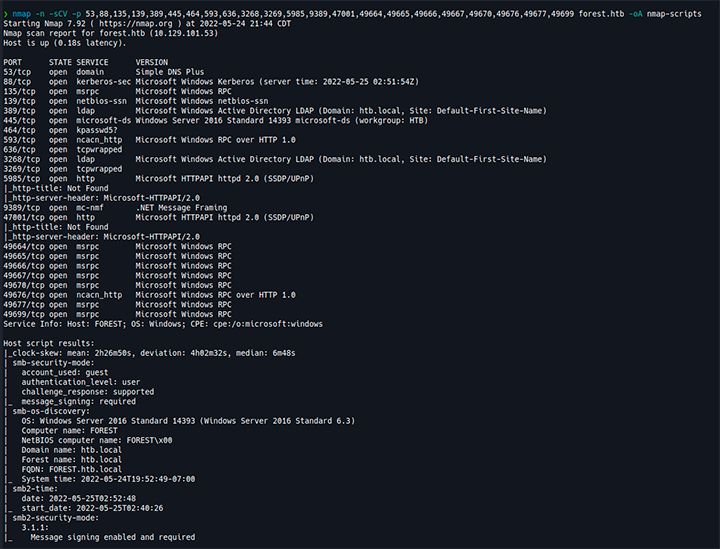 ❯ nmap -n -sCV -p 53,88,135,139,389,445,464,593,636,3268,3269,5985,9389,47001,49664,49665,49666,49667,49670,49676,49677,49699 forest.htb -oA nmap-scripts
Starting Nmap 7.92 ( https://nmap.org ) at 2022-05-24 21:44 CDT
Nmap scan report for forest.htb (10.129.101.53)
Host is up (0.18s latency).

PORT      STATE SERVICE      VERSION
53/tcp    open  domain       Simple DNS Plus
88/tcp    open  kerberos-sec Microsoft Windows Kerberos (server time: 2022-05-25 02:51:54Z)
135/tcp   open  msrpc        Microsoft Windows RPC
139/tcp   open  netbios-ssn  Microsoft Windows netbios-ssn
389/tcp   open  ldap         Microsoft Windows Active Directory LDAP (Domain: htb.local, Site: Default-First-Site-Name)
445/tcp   open  microsoft-ds Windows Server 2016 Standard 14393 microsoft-ds (workgroup: HTB)
464/tcp   open  kpasswd5?
593/tcp   open  ncacn_http   Microsoft Windows RPC over HTTP 1.0
636/tcp   open  tcpwrapped
3268/tcp  open  ldap         Microsoft Windows Active Directory LDAP (Domain: htb.local, Site: Default-First-Site-Name)
3269/tcp  open  tcpwrapped
5985/tcp  open  http         Microsoft HTTPAPI httpd 2.0 (SSDP/UPnP)
|_http-title: Not Found
|_http-server-header: Microsoft-HTTPAPI/2.0
9389/tcp  open  mc-nmf       .NET Message Framing
47001/tcp open  http         Microsoft HTTPAPI httpd 2.0 (SSDP/UPnP)
|_http-title: Not Found
|_http-server-header: Microsoft-HTTPAPI/2.0
49664/tcp open  msrpc        Microsoft Windows RPC
49665/tcp open  msrpc        Microsoft Windows RPC
49666/tcp open  msrpc        Microsoft Windows RPC
49667/tcp open  msrpc        Microsoft Windows RPC
49670/tcp open  msrpc        Microsoft Windows RPC
49676/tcp open  ncacn_http   Microsoft Windows RPC over HTTP 1.0
49677/tcp open  msrpc        Microsoft Windows RPC
49699/tcp open  msrpc        Microsoft Windows RPC
Service Info: Host: FOREST; OS: Windows; CPE: cpe:/o:microsoft:windows

Host script results:
|_clock-skew: mean: 2h26m50s, deviation: 4h02m32s, median: 6m48s
| smb-security-mode:
|   account_used: guest
|   authentication_level: user
|   challenge_response: supported
|_  message_signing: required
| smb-os-discovery:
|   OS: Windows Server 2016 Standard 14393 (Windows Server 2016 Standard 6.3)
|   Computer name: FOREST
|   NetBIOS computer name: FOREST\x00
|   Domain name: htb.local
|   Forest name: htb.local
|   FQDN: FOREST.htb.local
|_  System time: 2022-05-24T19:52:49-07:00
| smb2-time:
|   date: 2022-05-25T02:52:48
|_  start_date: 2022-05-25T02:40:26
| smb2-security-mode:
|   3.1.1:
|_    Message signing enabled and required